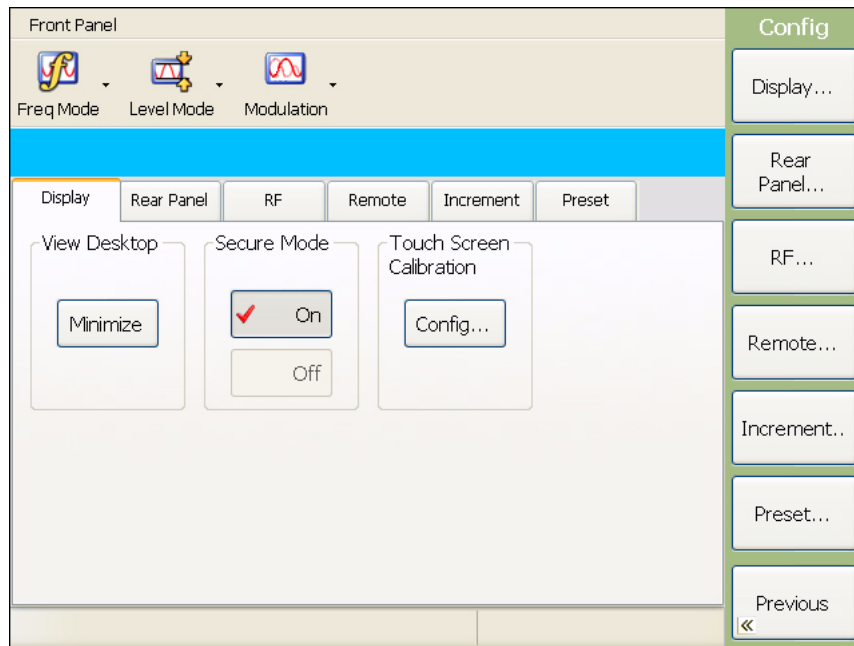 Front Panel
Freq Mode
Level Mode
Modulation
Display
Rear Panel
RF
Remote
Increment
Preset
View Desktop
Minimize
Secure Mode
On
Off
Touch Screen
Calibration
Config...
Config
Display...
Rear
Panel...
RF...
Remote...
Increment..
Preset...
Previous
«